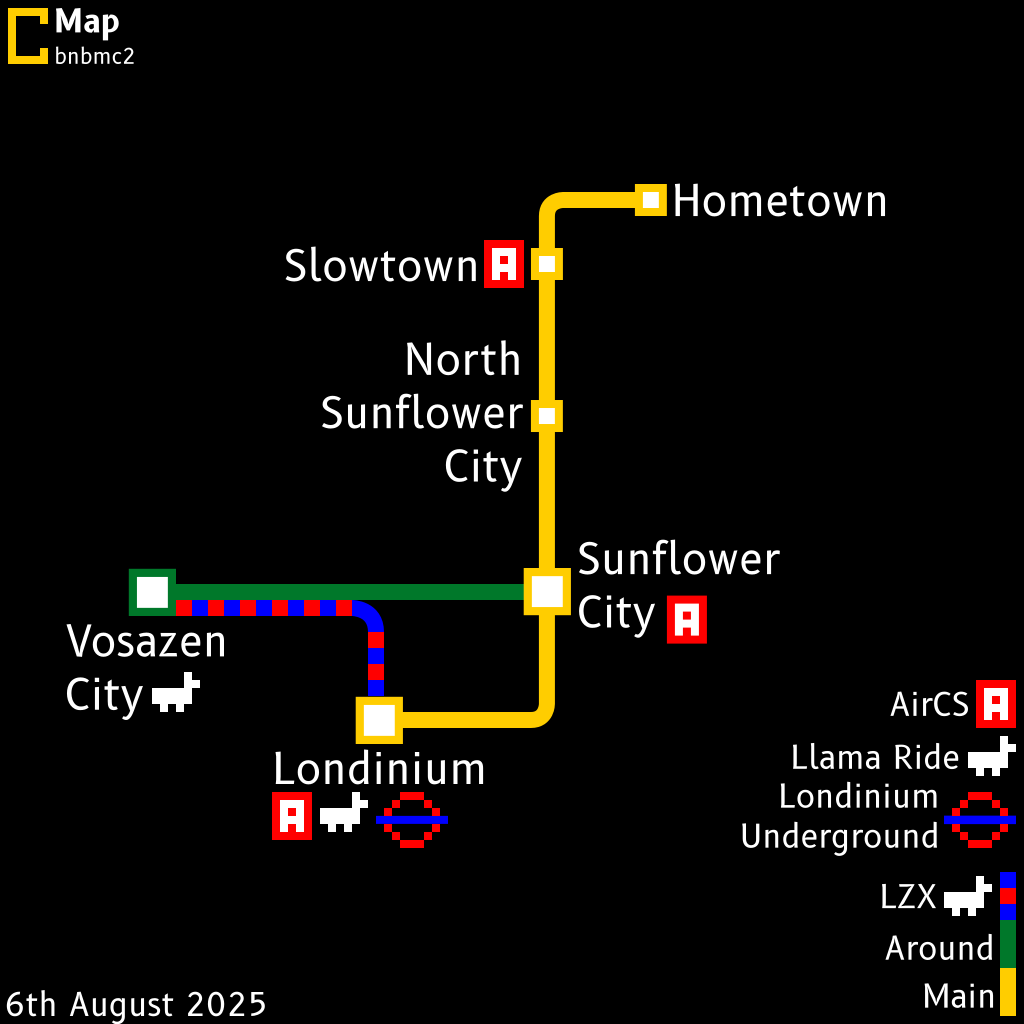 Map
bnbmc2
Hometown
Slowtown A
North
Sunflower
City
Sunflower
City A
Vosazen
City
Londinium
A
AirCS A
Llama Ride
Londinium
Underground
LZX
Around
Main
6th August 2025